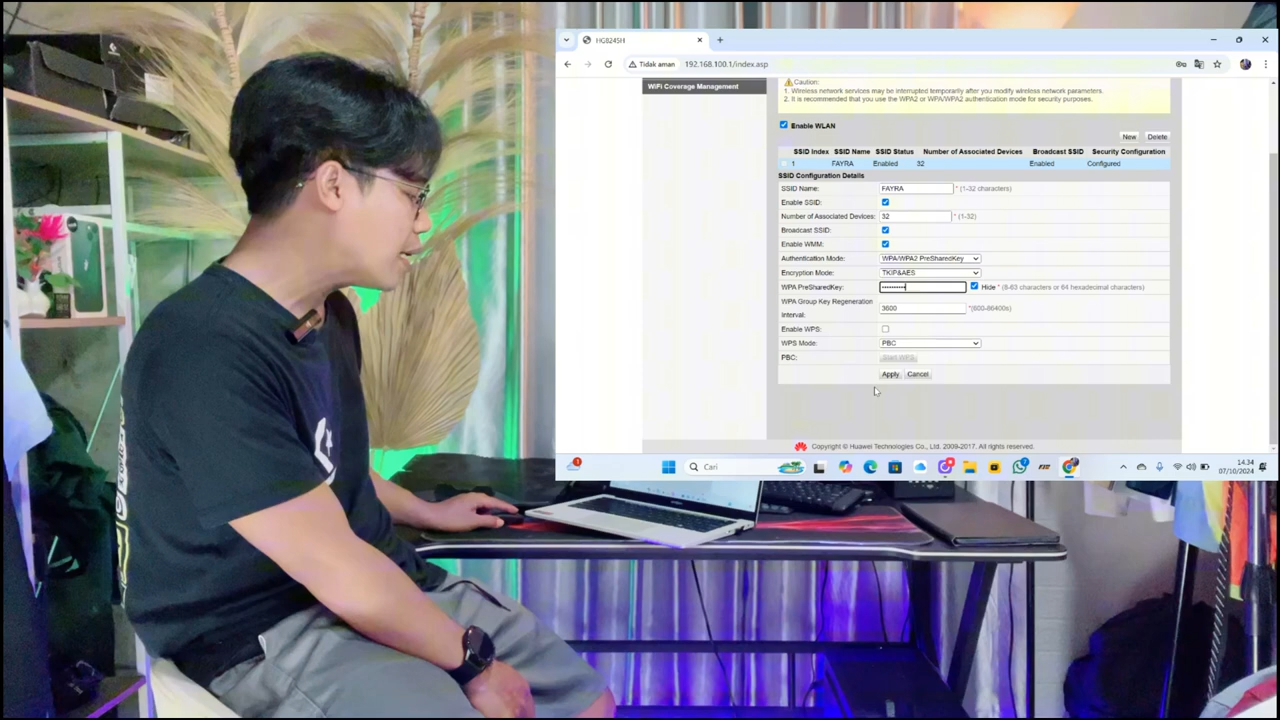 HG8245H
Tidak aman
192.168.100.1/index.asp
WiFi Coverage Management
Caution:
1. Wireless network services may be interrupted temporarily after you modify wireless network parameters.
2. It is recommended that you use the WPA2 or WPA/WPA2 authentication mode for security purposes.
Enable WLAN
New Delete
SSID Index SSID Name SSID Status Number of Associated Devices Broadcast SSID Security Configuration
1 FAYRA Enabled 32 Enabled Configured
SSID Configuration Details
SSID Name: FAYRA * (1-32 characters)
Enable SSID:
Number of Associated Devices: 32 * (1-32)
Broadcast SSID:
Enable WMM:
Authentication Mode: WPA/WPA2 PreSharedKey
Encryption Mode: TKIP&AES
WPA PreSharedKey: Hide * (8-63 characters or 64 hexadecimal characters)
WPA Group Key Regeneration
Interval: 3600 *(600-86400s)
Enable WPS:
WPS Mode: PBC
PBC: Start WPS
Apply Cancel
Copyright © Huawei Technologies Co., Ltd. 2009-2017. All rights reserved.
Cari
14.34
07/10/2024